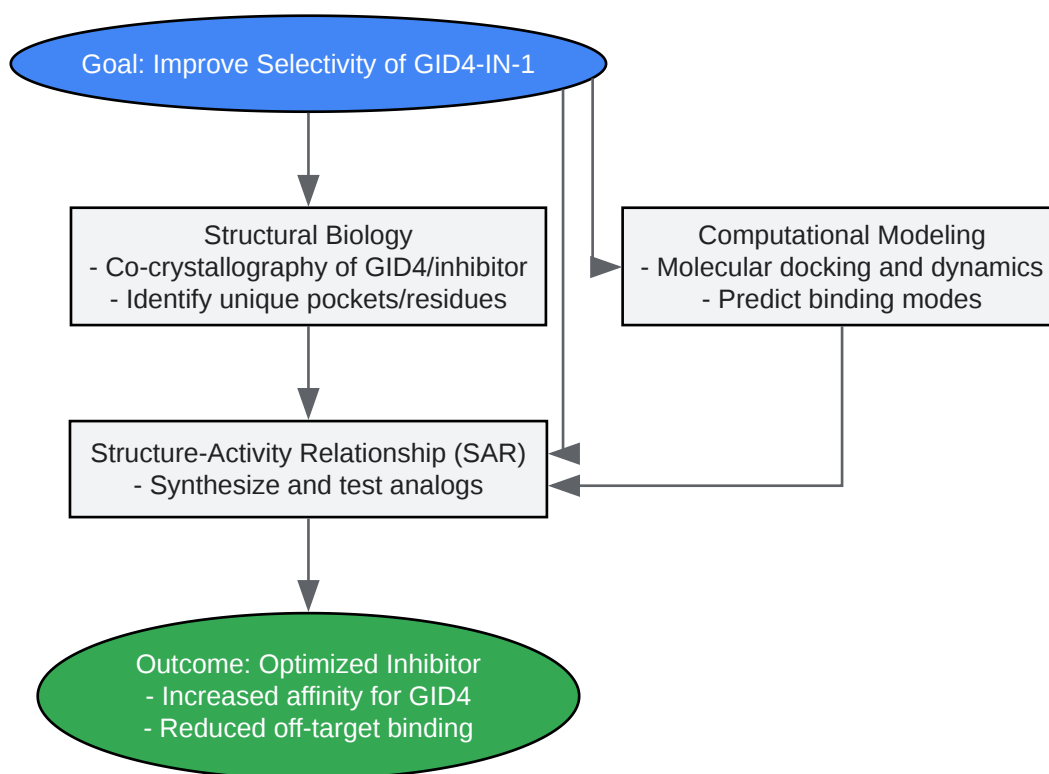 Goal: Improve Selectivity of GID4-IN-1
Structural Biology
- Co-crystallography of GID4/inhibitor
- Identify unique pockets/residues
Computational Modeling
- Molecular docking and dynamics
- Predict binding modes
Structure-Activity Relationship (SAR)
- Synthesize and test analogs
Outcome: Optimized Inhibitor
- Increased affinity for GID4
- Reduced off-target binding